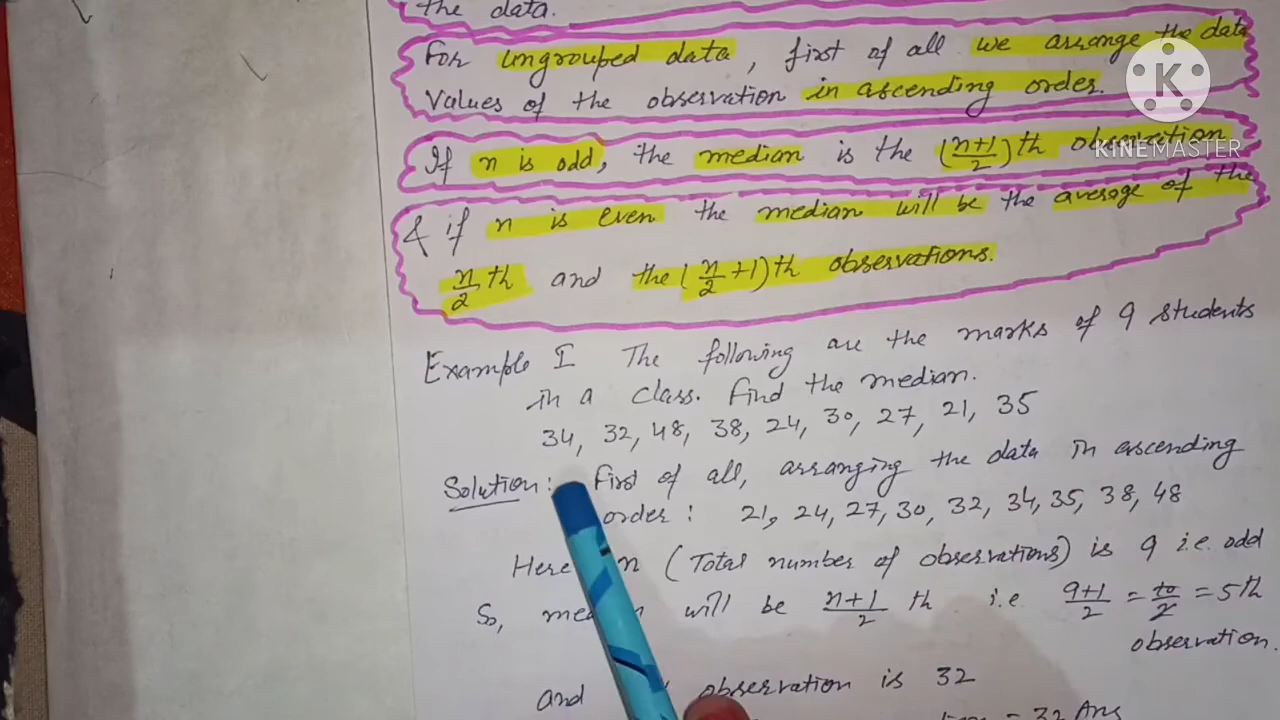 the data.
For ungrouped data, first of all we arrange the data
values of the observation in ascending order.
If n is odd, the median is the (n+1/2)th observation
KINEMASTER
& if n is even the median will be the average of the
n/2 th and the (n/2+1)th observations.
Example I The following are the marks of 9 students
in a class. Find the median.
34, 32, 48, 38, 24, 30, 27, 21, 35
Solution: First of all, arranging the data in ascending
order: 21, 24, 27, 30, 32, 34, 35, 38, 48
Here n (Total number of observations) is 9 i.e. odd
So, will be n+1/2 th i.e 9+1/2 = 10/2 = 5th
observation.
and observation is 32
= 32 Ans